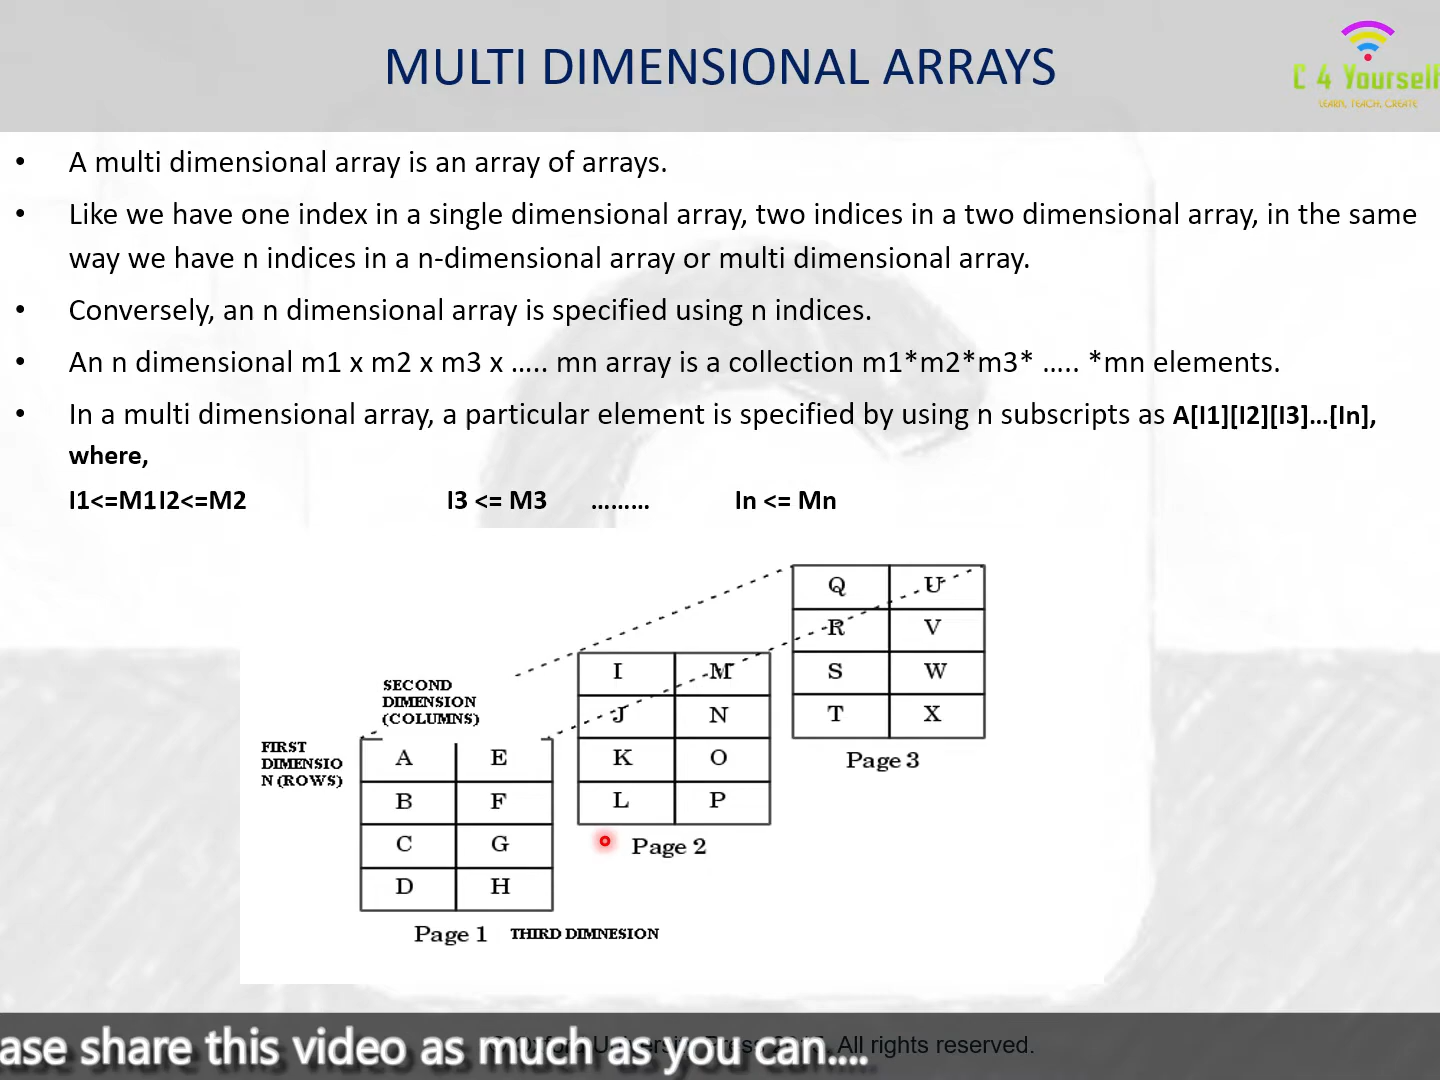 MULTI DIMENSIONAL ARRAYS
C 4 Yourself
LEARN, TEACH, CREATE
• A multi dimensional array is an array of arrays.
• Like we have one index in a single dimensional array, two indices in a two dimensional array, in the same
way we have n indices in a n-dimensional array or multi dimensional array.
• Conversely, an n dimensional array is specified using n indices.
• An n dimensional m1 x m2 x m3 x ….. mn array is a collection m1*m2*m3* ….. *mn elements.
• In a multi dimensional array, a particular element is specified by using n subscripts as A[I1][I2][I3]…[In],
where,
I1<=M1 I2<=M2 I3 <= M3 ……… In <= Mn
Q U
R V
S W
T X
Page 3
I M
J N
K O
L P
Page 2
SECOND
DIMENSION
(COLUMNS)
FIRST
DIMENSIO
N (ROWS)
A E
B F
C G
D H
Page 1 THIRD DIMNESION
ase share this video as much as you can....
All rights reserved.